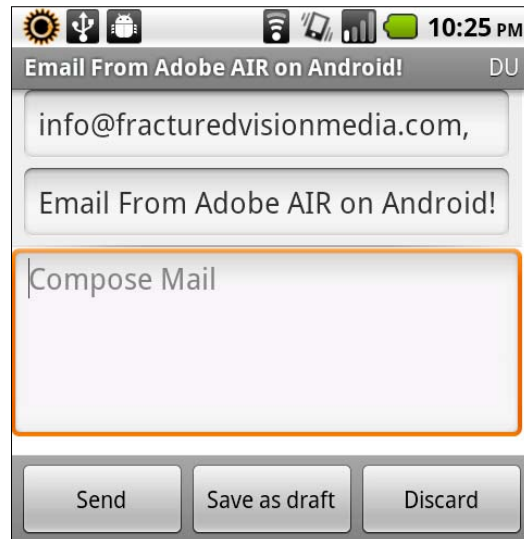 10:25 PM
Email From Adobe AIR on Android! DU
info@fracturedvisionmedia.com,
Email From Adobe AIR on Android!
Compose Mail
Send Save as draft Discard